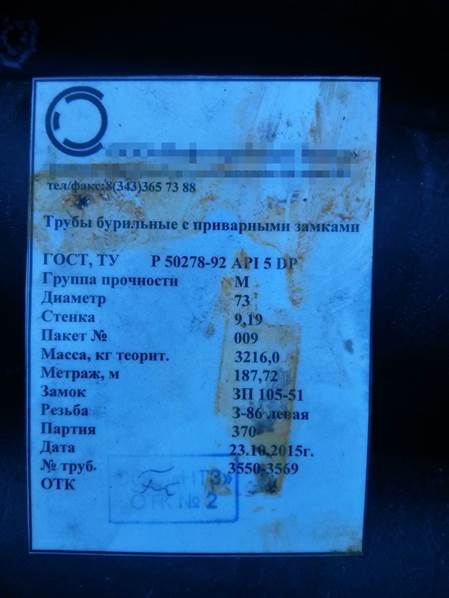 тел/факс:8(343)365 73 88
Трубы бурильные с приварными замками
ГОСТ, ТУ Р 50278-92 API 5 DP
Группа прочности М
Диаметр 73
Стенка 9,19
Пакет № 009
Масса, кг теорит. 3216,0
Метраж, м 187,72
Замок ЗП 105-51
Резьба З-86 левая
Партия 370
Дата 23.10.2015г.
№ труб. 3550-3569
ОТК
ОТК № 2